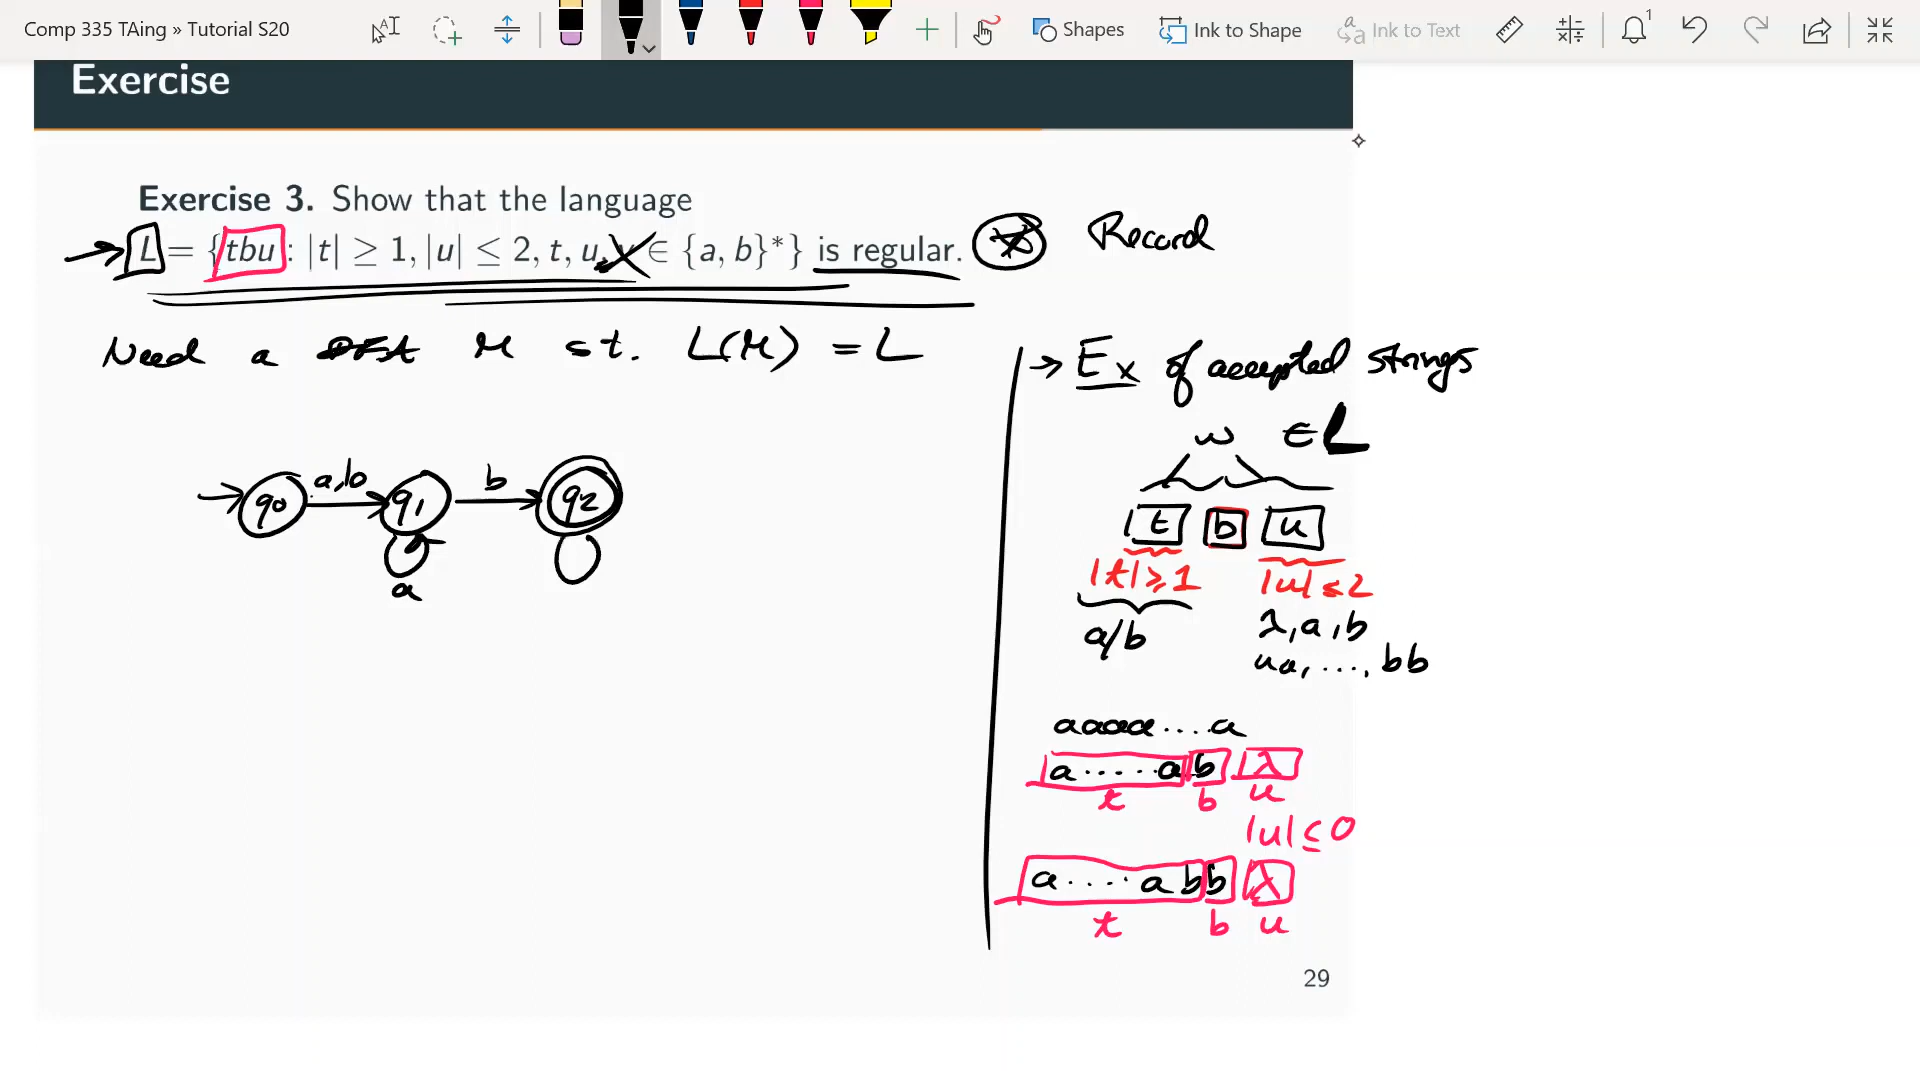 Comp 335 TAing » Tutorial S20
Shapes
Ink to Shape
Ink to Text
1
Exercise
Exercise 3. Show that the language
L = {tbu : |t| ≥ 1, |u| ≤ 2, t, u, v ∈ {a, b}*} is regular.
Record
Need a DFA M st. L(M) = L
→ Ex of accepted strings
w ∈ L
t b u
|t| ≥ 1 |u| ≤ 2
a/b
λ, a, b
aa, ..., bb
q0 a,b q1 b q2
a
aaaa....a
a.....a b λ
t b u
|u| ≤ 0
a.....a b b λ
t b u
29